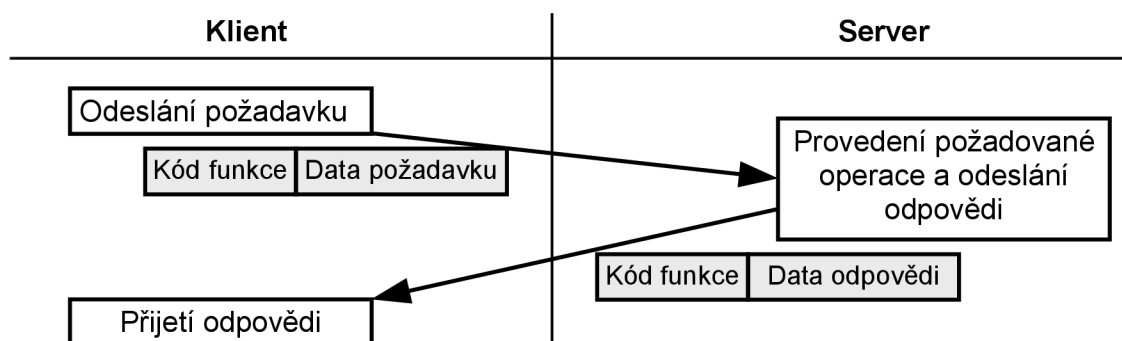 Klient
Server
Odeslání požadavku
Kód funkce
Data požadavku
Provedení požadované
operace a odeslání
odpovědi
Kód funkce
Data odpovědi
Přijetí odpovědi